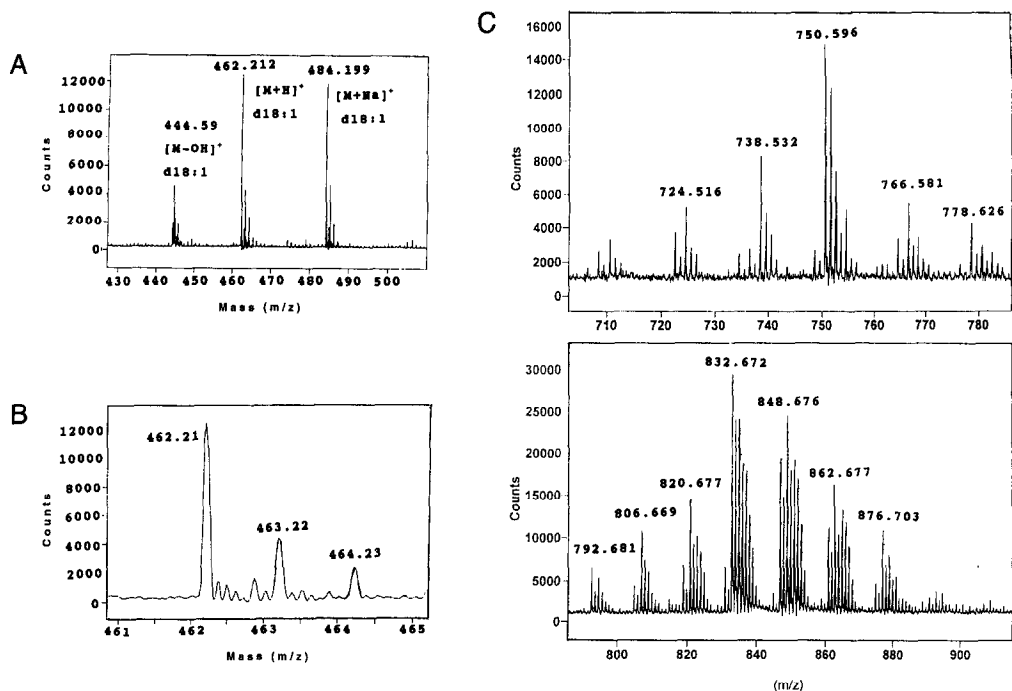 A
462.212
[M+H]+
d18:1
484.199
[M+Na]+
d18:1
444.59
[M-OH]+
d18:1
Counts
12000
10000
8000
6000
4000
2000
0
430 440 450 460 470 480 490 500
Mass (m/z)
B
462.21
463.22
464.23
Counts
12000
10000
8000
6000
4000
2000
0
461 462 463 464 465
Mass (m/z)
C
750.596
738.532
724.516
766.581
778.626
Counts
16000
14000
12000
10000
8000
6000
4000
2000
0
710 720 730 740 750 760 770 780
832.672
848.676
862.677
820.677
806.669
876.703
792.681
Counts
30000
25000
20000
15000
10000
5000
0
800 820 840 860 880 900
(m/z)